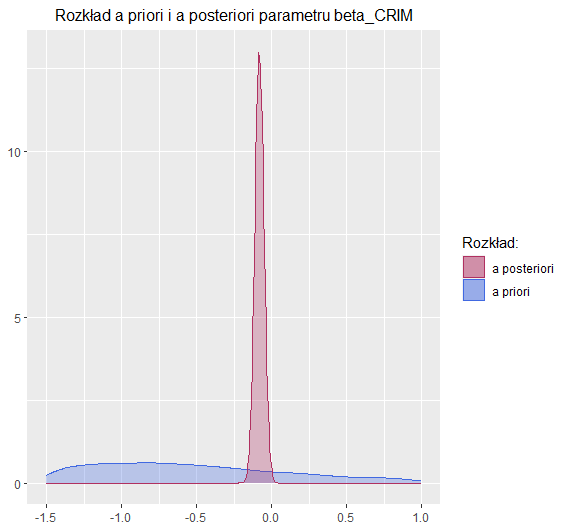 Rozkład a priori i a posteriori parametru beta_CRIM
10
5
0
-1.5
-1.0
-0.5
0.0
0.5
1.0
Rozkład:
a posteriori
a priori